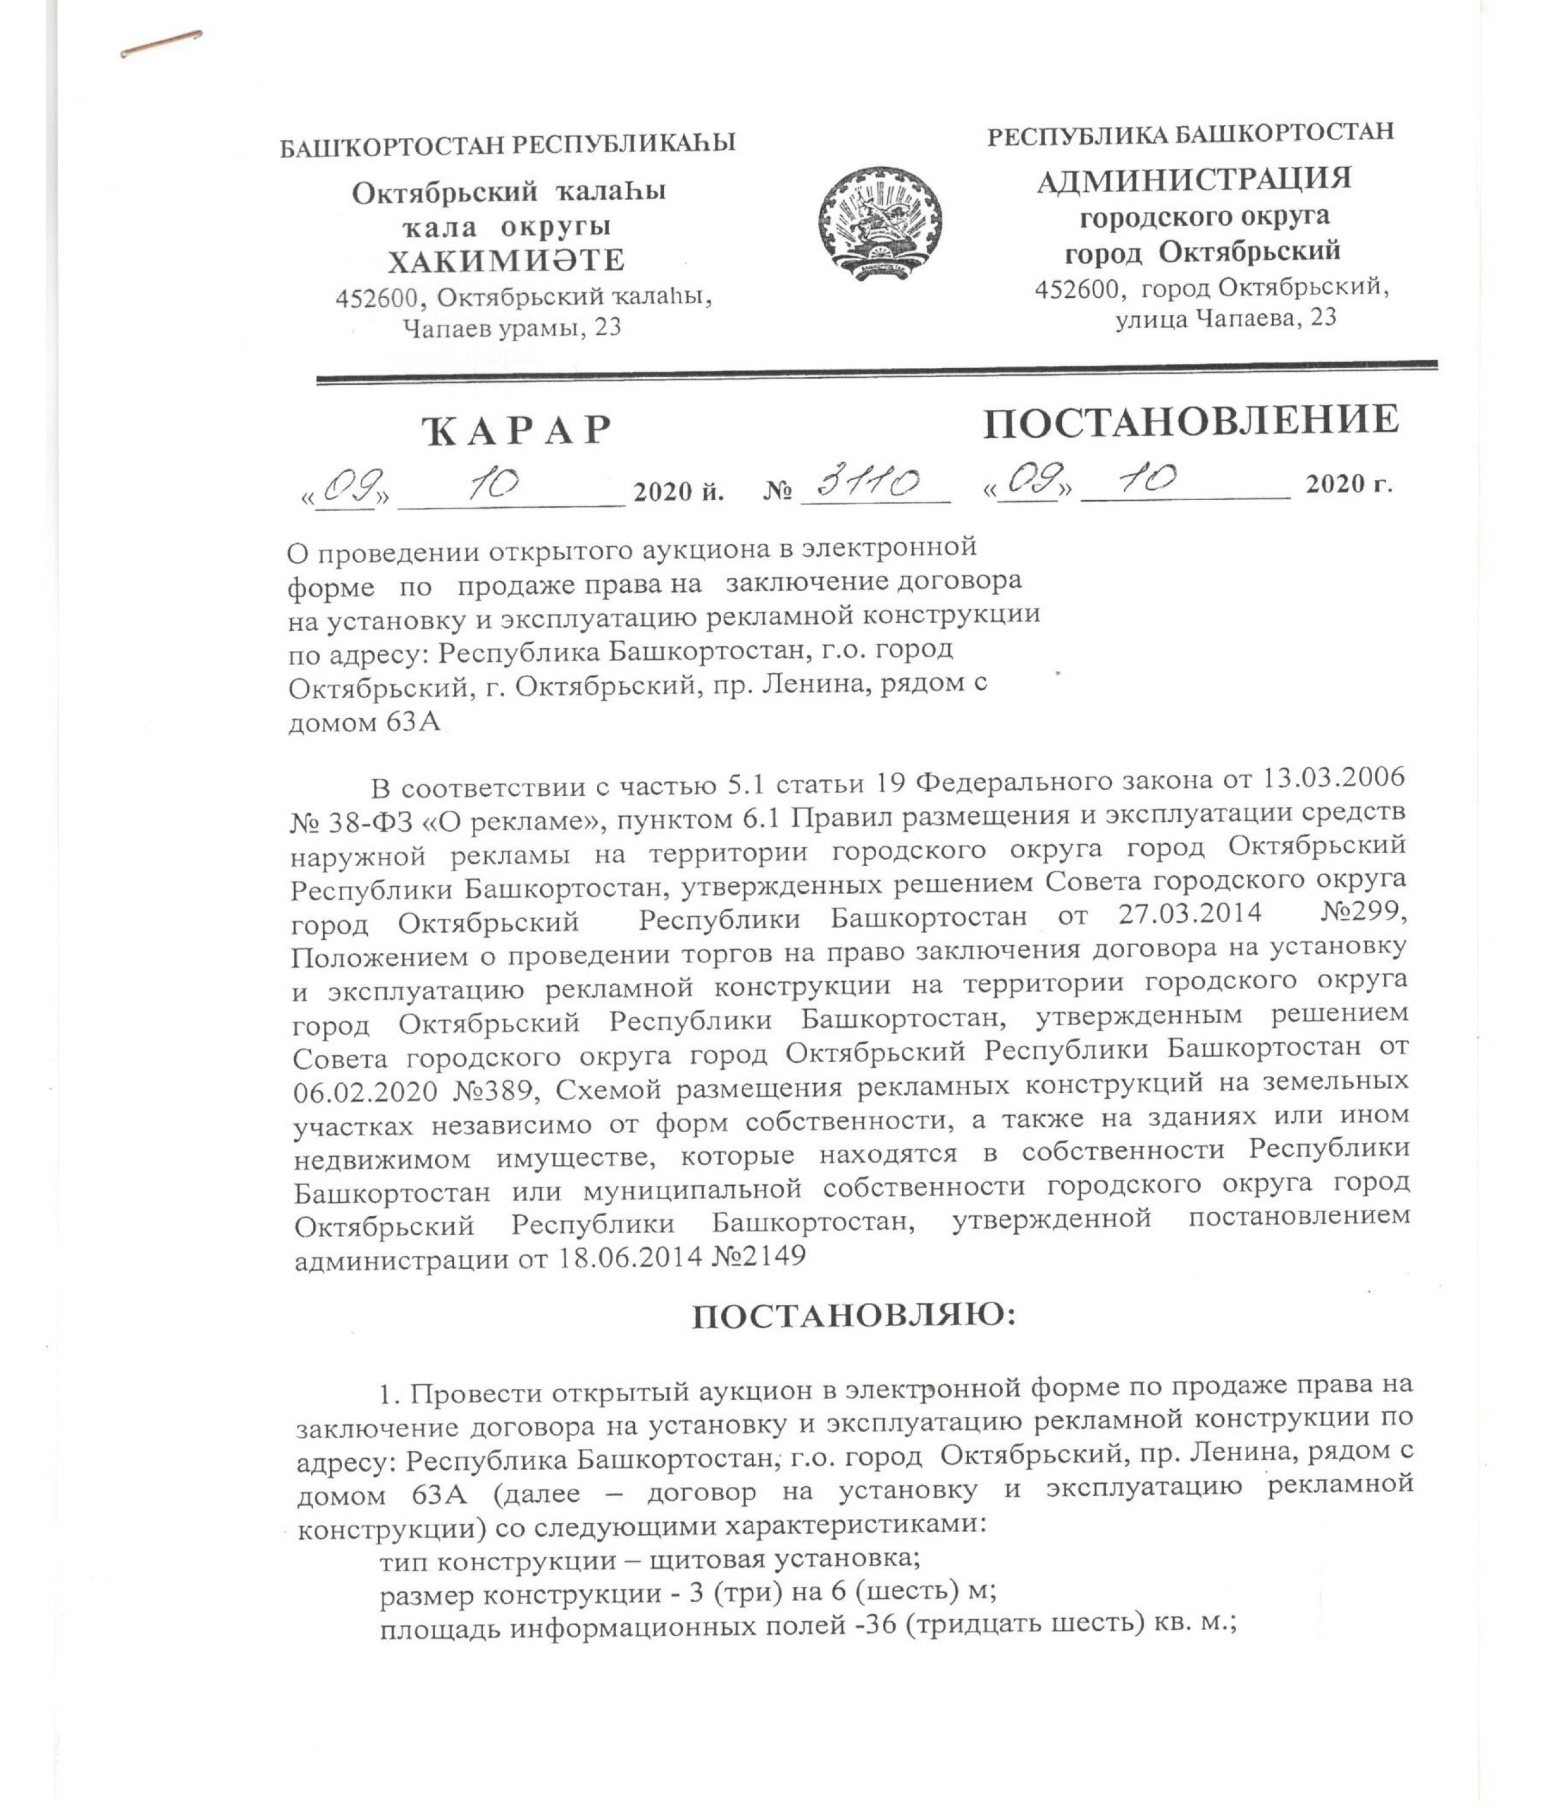 БАШҠОРТОСТАН РЕСПУБЛИКАҺЫ
Октябрьский ҡалаҺы
ҡала округы
ХАКИМИӘТЕ
452600, Октябрьский ҡалаһы,
Чапаев урамы, 23
РЕСПУБЛИКА БАШКОРТОСТАН
АДМИНИСТРАЦИЯ
городского округа
город Октябрьский
452600, город Октябрьский,
улица Чапаева, 23
ҠАРАР
ПОСТАНОВЛЕНИЕ
«09» 10 2020 й. № 3110 «09» 10 2020 г.
О проведении открытого аукциона в электронной
форме по продаже права на заключение договора
на установку и эксплуатацию рекламной конструкции
по адресу: Республика Башкортостан, г.о. город
Октябрьский, г. Октябрьский, пр. Ленина, рядом с
домом 63А
В соответствии с частью 5.1 статьи 19 Федерального закона от 13.03.2006
№ 38-ФЗ «О рекламе», пунктом 6.1 Правил размещения и эксплуатации средств
наружной рекламы на территории городского округа город Октябрьский
Республики Башкортостан, утвержденных решением Совета городского округа
город Октябрьский Республики Башкортостан от 27.03.2014 №299,
Положением о проведении торгов на право заключения договора на установку
и эксплуатацию рекламной конструкции на территории городского округа
город Октябрьский Республики Башкортостан, утвержденным решением
Совета городского округа город Октябрьский Республики Башкортостан от
06.02.2020 №389, Схемой размещения рекламных конструкций на земельных
участках независимо от форм собственности, а также на зданиях или ином
недвижимом имуществе, которые находятся в собственности Республики
Башкортостан или муниципальной собственности городского округа город
Октябрьский Республики Башкортостан, утвержденной постановлением
администрации от 18.06.2014 №2149
ПОСТАНОВЛЯЮ:
1. Провести открытый аукцион в электронной форме по продаже права на
заключение договора на установку и эксплуатацию рекламной конструкции по
адресу: Республика Башкортостан, г.о. город Октябрьский, пр. Ленина, рядом с
домом 63А (далее – договор на установку и эксплуатацию рекламной
конструкции) со следующими характеристиками:
тип конструкции – щитовая установка;
размер конструкции - 3 (три) на 6 (шесть) м;
площадь информационных полей -36 (тридцать шесть) кв. м.;